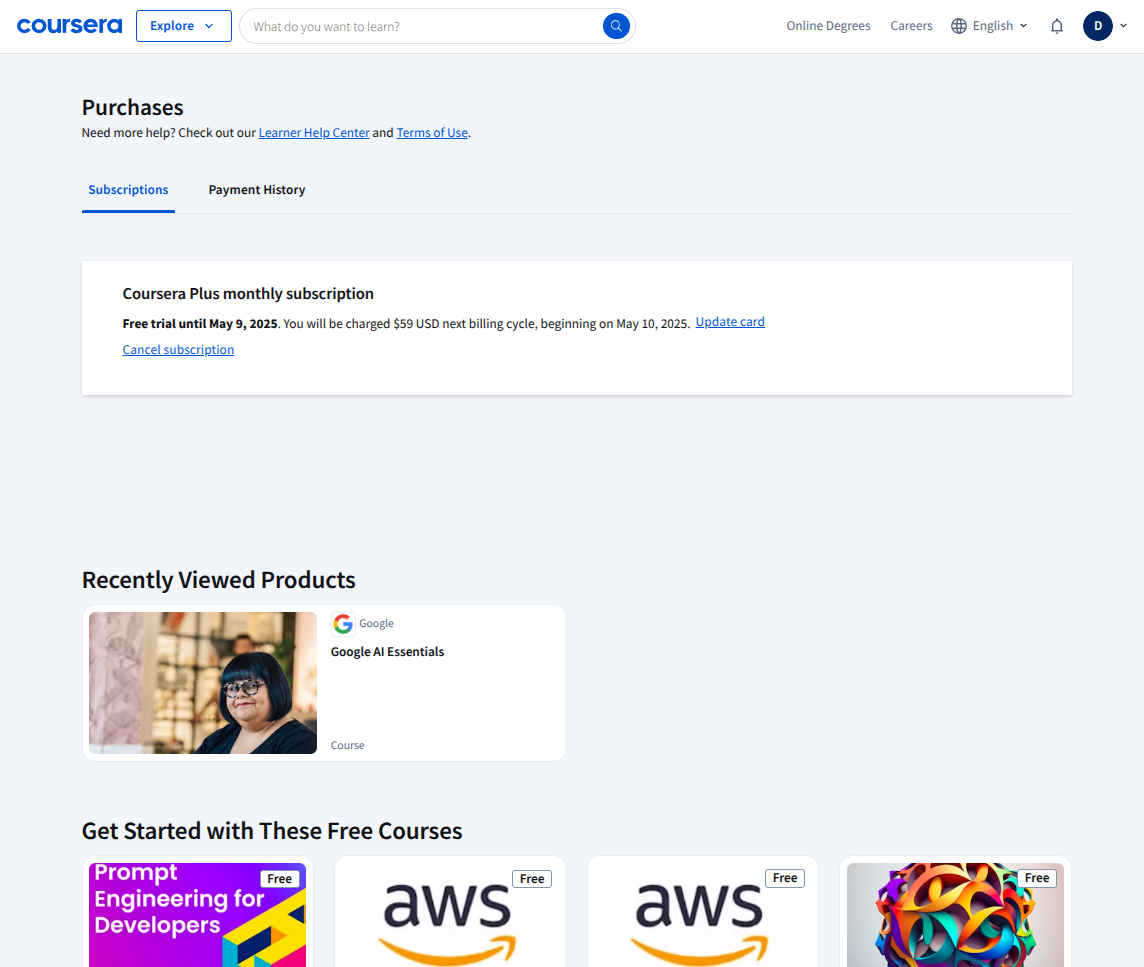 coursera
Explore
What do you want to learn?
Online Degrees
Careers
English
D
Purchases
Need more help? Check out our Learner Help Center and Terms of Use.
Subscriptions
Payment History
Coursera Plus monthly subscription
Free trial until May 9, 2025. You will be charged $59 USD next billing cycle, beginning on May 10, 2025. Update card
Cancel subscription
Recently Viewed Products
Google
Google AI Essentials
Course
Get Started with These Free Courses
Prompt
Engineering for
Developers
Free
aws
Free
aws
Free
Free